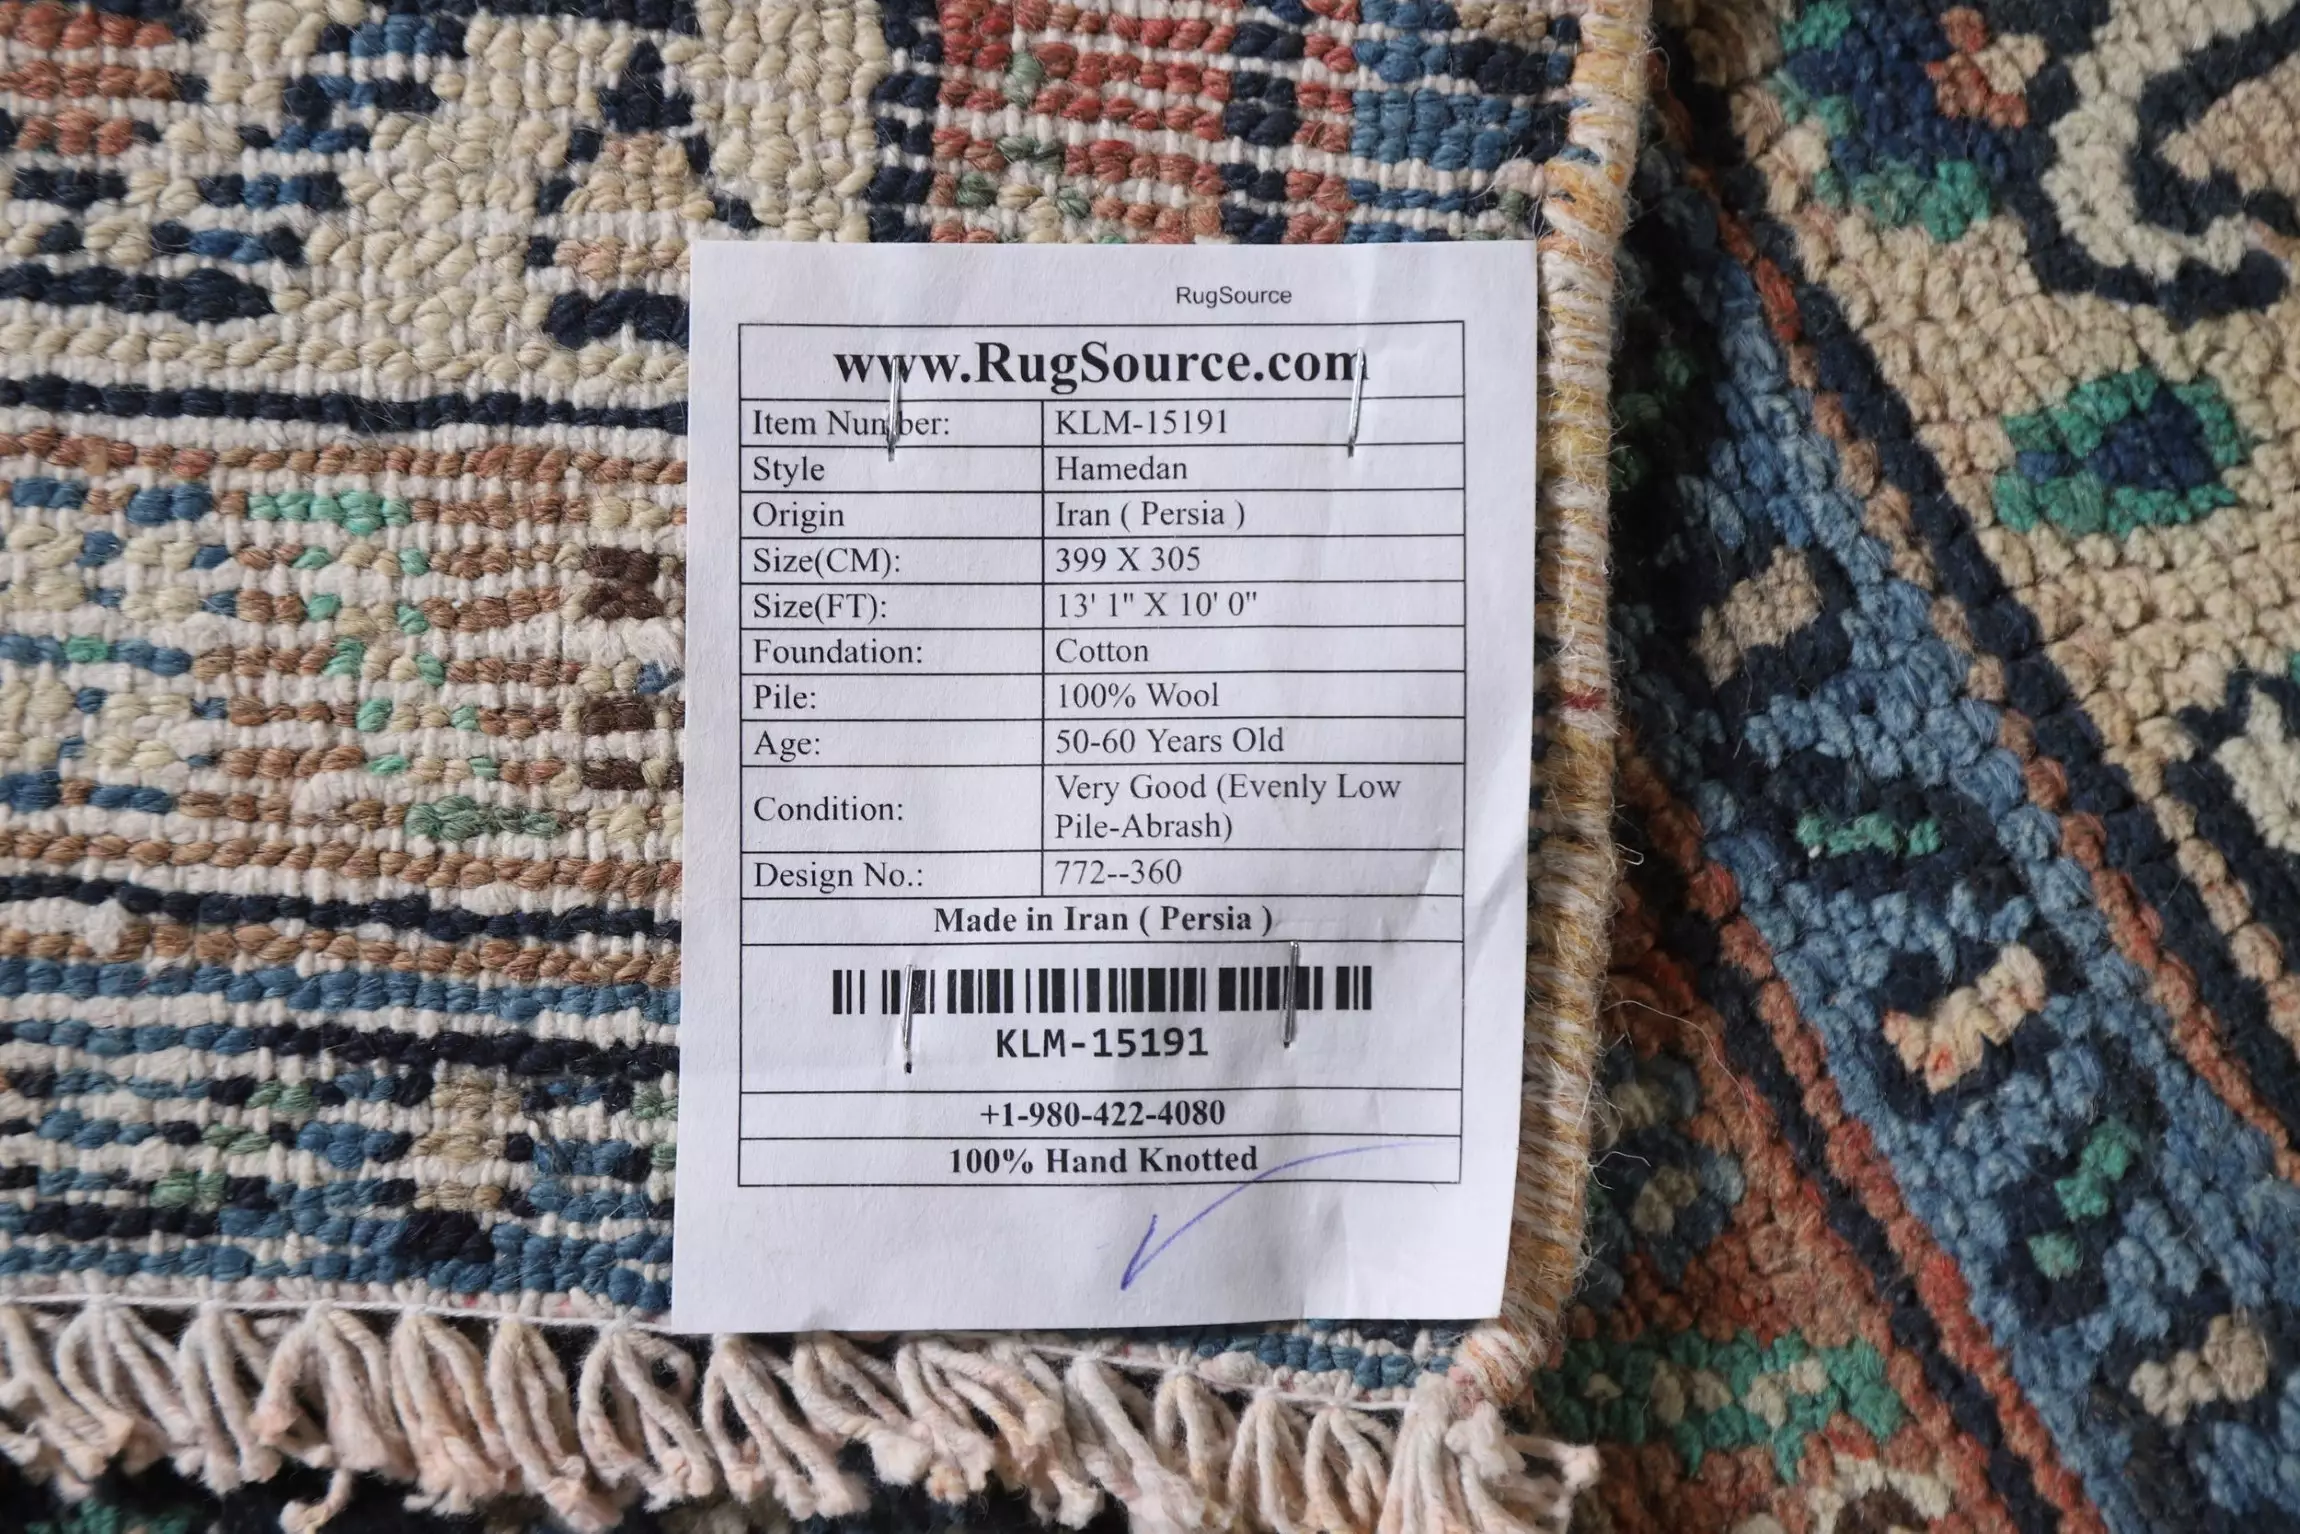 RugSource
www.RugSource.com
Item Number: KLM-15191
Style Hamedan
Origin Iran ( Persia )
Size(CM): 399 X 305
Size(FT): 13' 1" X 10' 0"
Foundation: Cotton
Pile: 100% Wool
Age: 50-60 Years Old
Condition: Very Good (Evenly Low
Pile-Abrash)
Design No.: 772--360
Made in Iran ( Persia )
KLM-15191
+1-980-422-4080
100% Hand Knotted